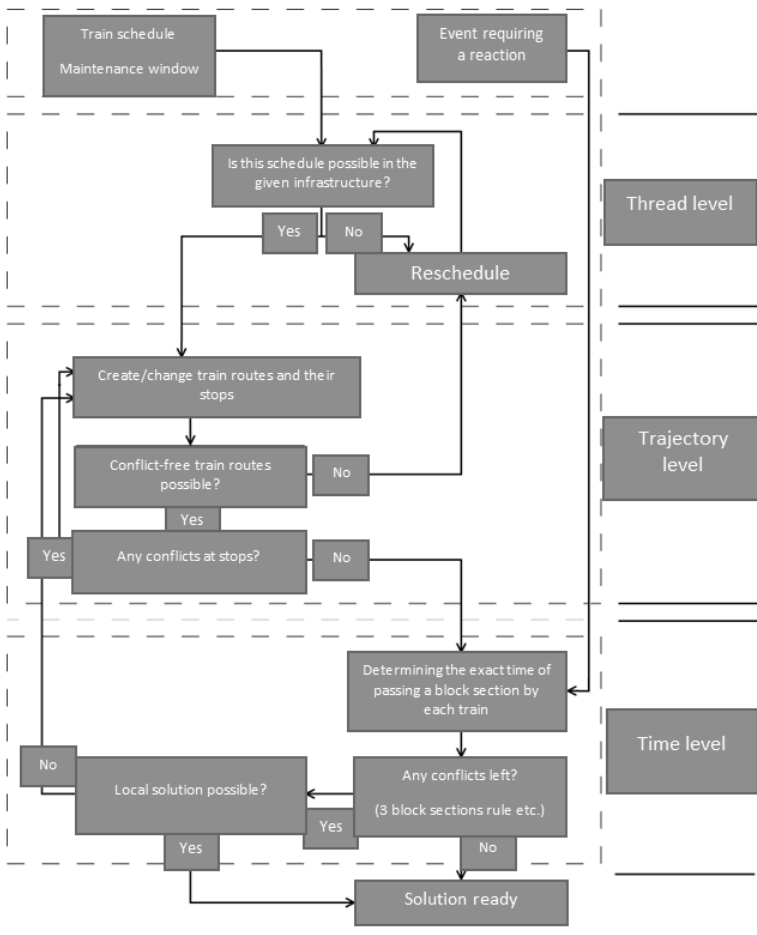 Train schedule
Maintenance window
Event requiring
a reaction
Is this schedule possible in the
given infrastructure?
Yes
No
Reschedule
Thread level
Create/change train routes and their
stops
Conflict-free train routes
possible?
No
Yes
Any conflicts at stops?
Yes
No
Trajectory
level
Determining the exact time of
passing a block section by
each train
Any conflicts left?
(3 block sections rule etc.)
Local solution possible?
No
Yes
Yes
No
Time level
Solution ready